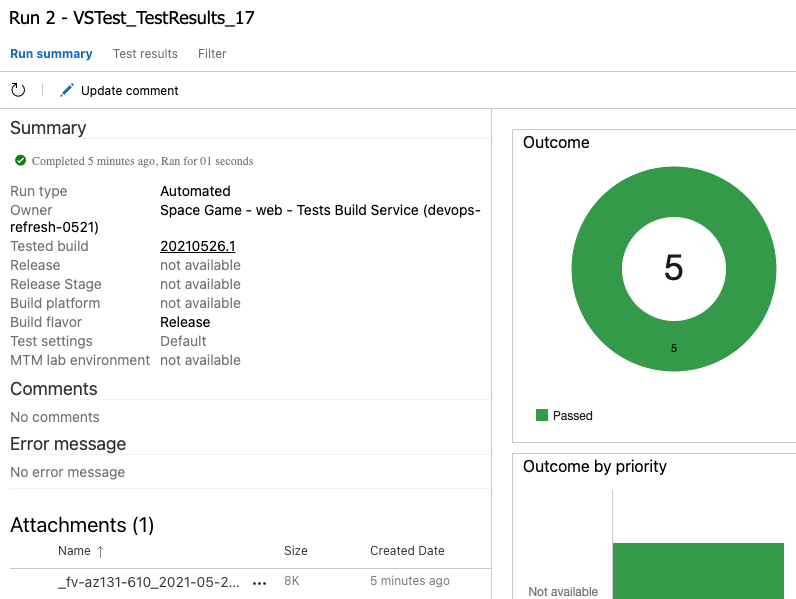 Run 2 - VSTest_TestResults_17
Run summary Test results Filter
Update comment
Summary
Completed 5 minutes ago, Ran for 01 seconds
Run type Automated
Owner Space Game - web - Tests Build Service (devops-
refresh-0521)
Tested build 20210526.1
Release not available
Release Stage not available
Build platform not available
Build flavor Release
Test settings Default
MTM lab environment not available
Comments
No comments
Error message
No error message
Attachments (1)
Name ↑ Size Created Date
_fv-az131-610_2021-05-2... ... 8K 5 minutes ago
Outcome
5
5
Passed
Outcome by priority
Not available